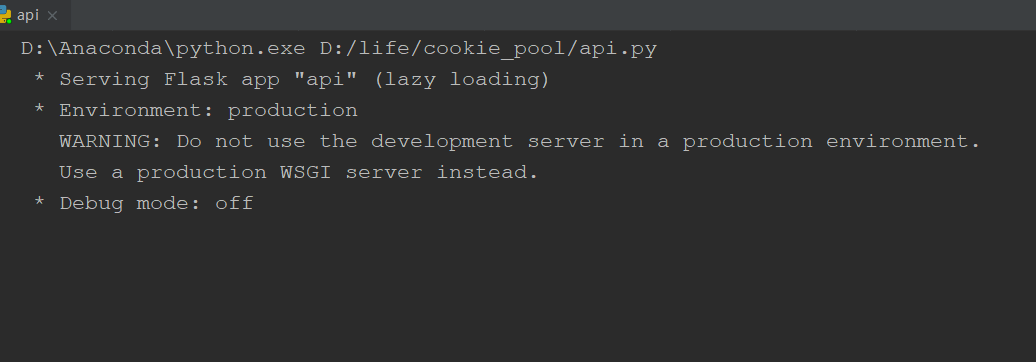 api
D:\Anaconda\python.exe D:/life/cookie_pool/api.py
* Serving Flask app "api" (lazy loading)
* Environment: production
WARNING: Do not use the development server in a production environment.
Use a production WSGI server instead.
* Debug mode: off